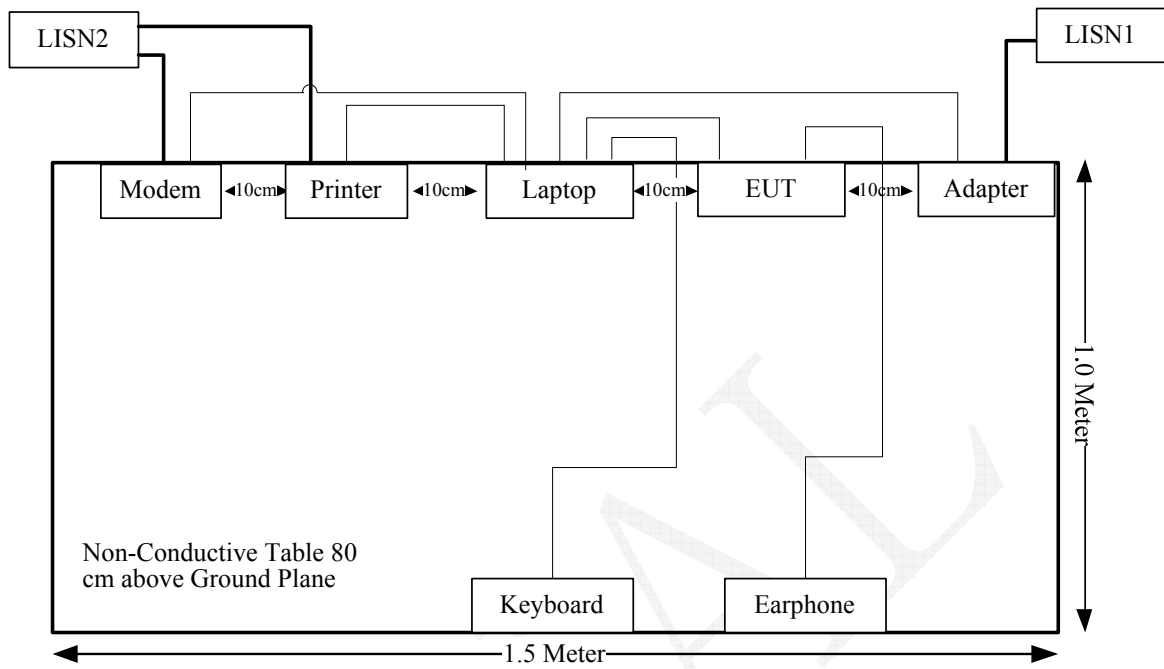 LISN2
LISN1
Modem
10cm
Printer
10cm
Laptop
10cm
EUT
10cm
Adapter
1.0 Meter
Non-Conductive Table 80
cm above Ground Plane
Keyboard
Earphone
1.5 Meter